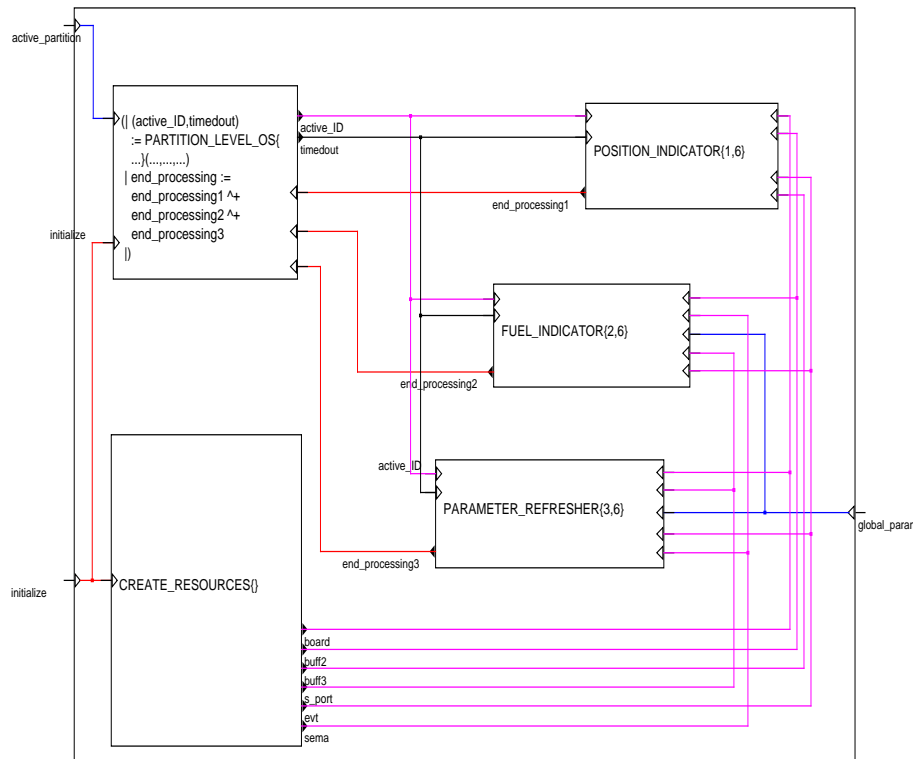 active_partition
(| (active_ID,timedout)
:= PARTITION_LEVEL_OS{
...}(...,...,...)
| end_processing :=
end_processing1 ^+
end_processing2 ^+
end_processing3
|)
active_ID
timedout
end_processing1
POSITION_INDICATOR{1,6}
initialize
FUEL_INDICATOR{2,6}
end_processing2
active_ID
PARAMETER_REFRESHER{3,6}
end_processing3
global_param
initialize
CREATE_RESOURCES{}
board
buff2
buff3
s_port
evt
sema